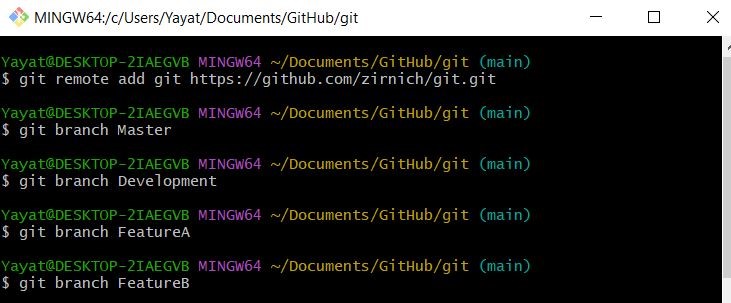 MINGW64:/c/Users/Yayat/Documents/GitHub/git
Yayat@DESKTOP-2IAEGVB MINGW64 ~/Documents/GitHub/git (main)
$ git remote add git https://github.com/zirnich/git.git
Yayat@DESKTOP-2IAEGVB MINGW64 ~/Documents/GitHub/git (main)
$ git branch Master
Yayat@DESKTOP-2IAEGVB MINGW64 ~/Documents/GitHub/git (main)
$ git branch Development
Yayat@DESKTOP-2IAEGVB MINGW64 ~/Documents/GitHub/git (main)
$ git branch FeatureA
Yayat@DESKTOP-2IAEGVB MINGW64 ~/Documents/GitHub/git (main)
$ git branch FeatureB